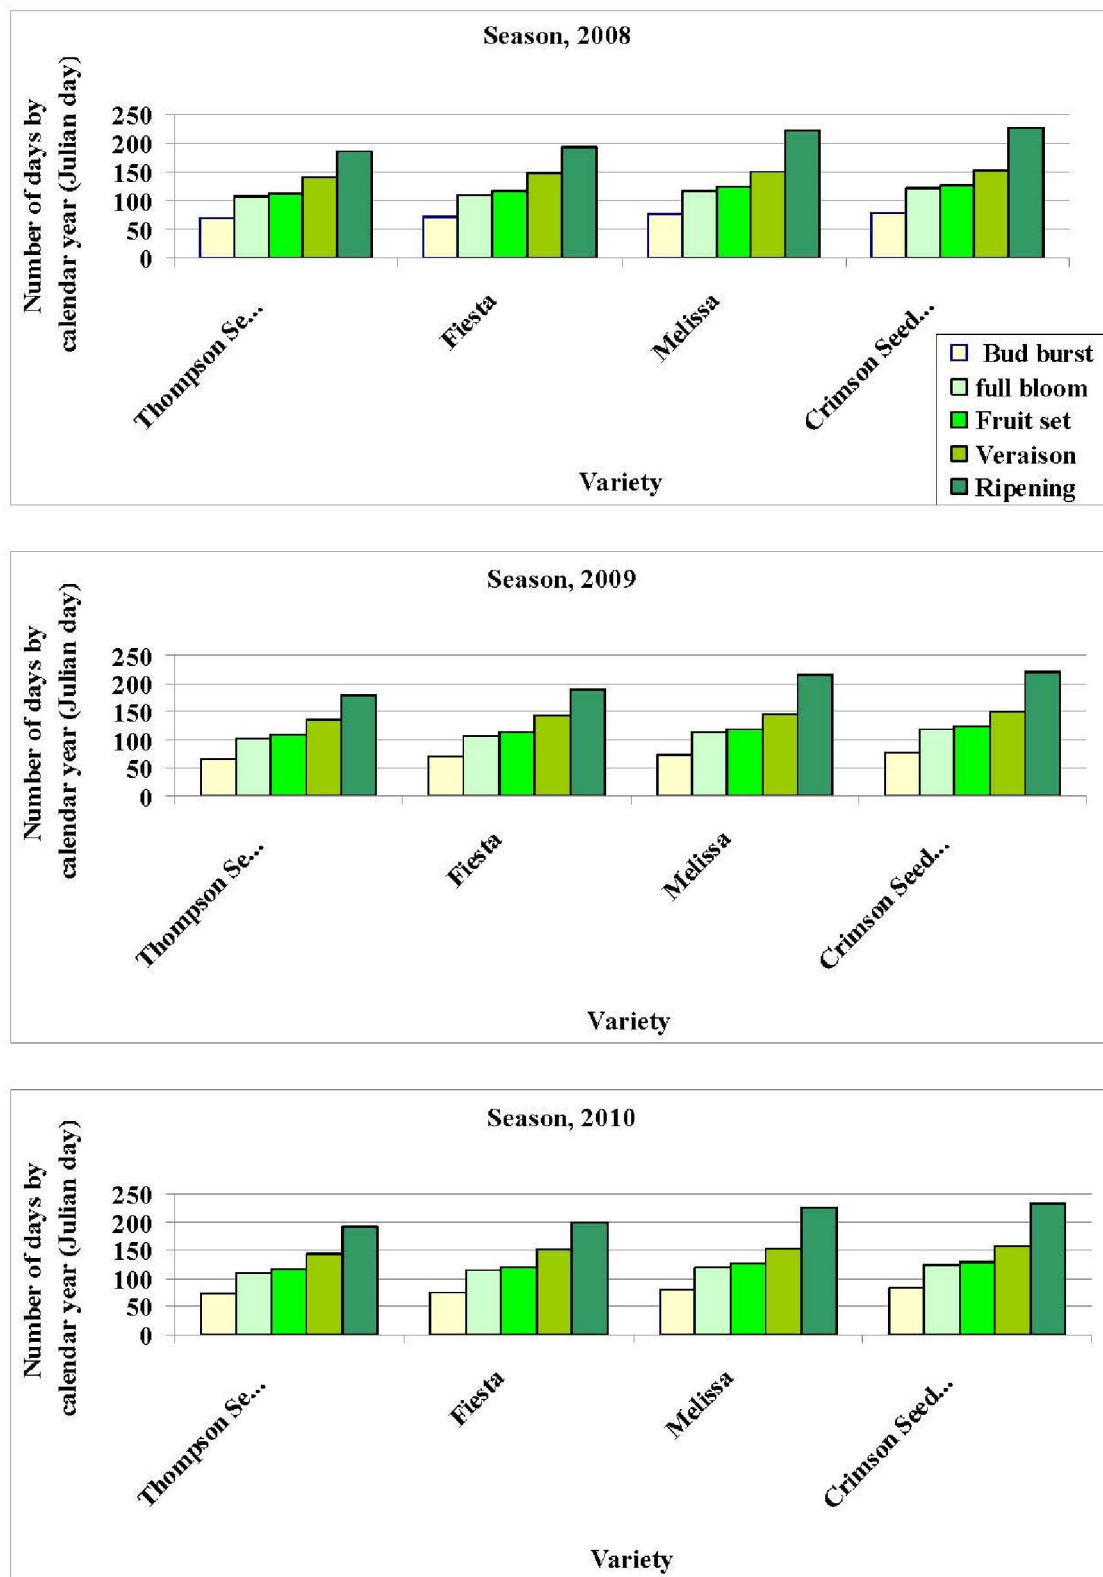 Season, 2008
Number of days by
calendar year (Julian day)
250
200
150
100
50
0
Thompson Se...
Fiesta
Melissa
Crimson Seed...
Variety
Bud burst
full bloom
Fruit set
Veraison
Ripening
Season, 2009
Number of days by
calendar year (Julian day)
250
200
150
100
50
0
Thompson Se...
Fiesta
Melissa
Crimson Seed...
Variety
Season, 2010
Number of days by
calendar year (Julian day)
250
200
150
100
50
0
Thompson Se...
Fiesta
Melissa
Crimson Seed...
Variety